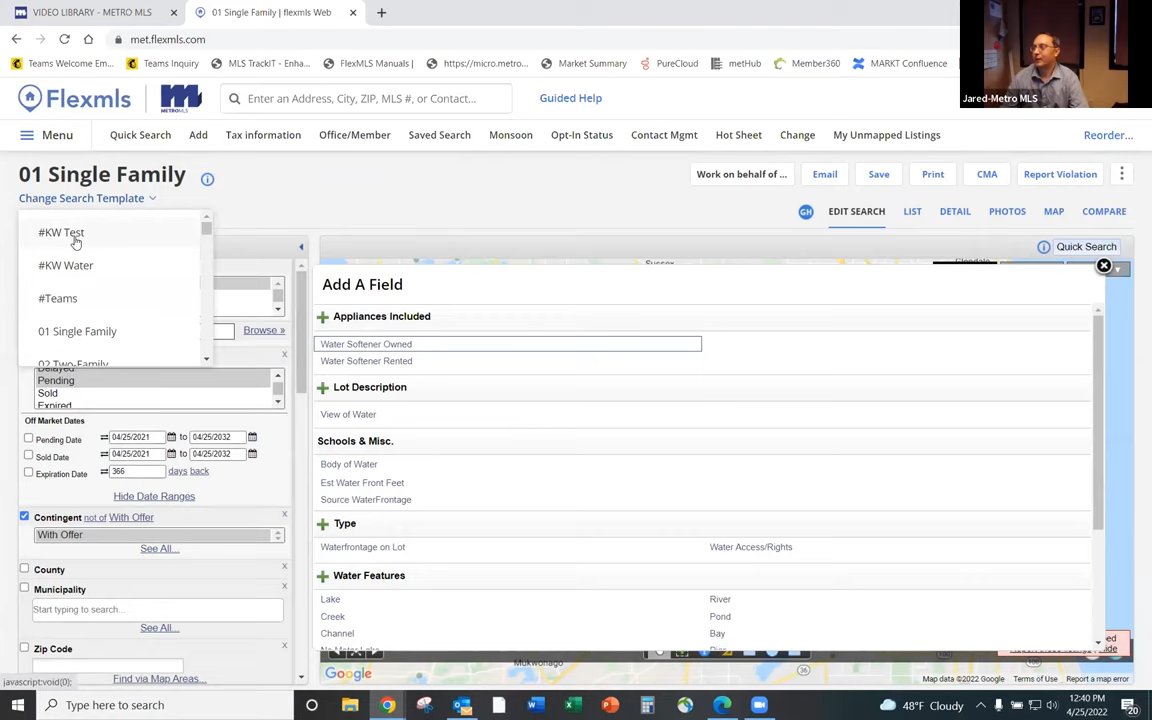 VIDEO LIBRARY - METRO MLS
01 Single Family | flexmls Web
met.flexmls.com
Teams Welcome Em...
Teams Inquiry
MLS TrackIT - Enha...
FlexMLS Manuals |
https://micro.metro...
Market Summary
PureCloud
metHub
Member360
MARKT Confluence
Jared-Metro MLS
Flexmls
METROMLS
Enter an Address, City, ZIP, MLS #, or Contact...
Guided Help
Menu
Quick Search
Add
Tax information
Office/Member
Saved Search
Monsoon
Opt-In Status
Contact Mgmt
Hot Sheet
Change
My Unmapped Listings
Reorder...
01 Single Family
Change Search Template
Work on behalf of ...
Email
Save
Print
CMA
Report Violation
GH
EDIT SEARCH
LIST
DETAIL
PHOTOS
MAP
COMPARE
#KW Test
#KW Water
#Teams
01 Single Family
02 Two-Family
Browse »
Quick Search
Add A Field
Appliances Included
Water Softener Owned
Water Softener Rented
Lot Description
View of Water
Schools & Misc.
Body of Water
Est Water Front Feet
Source WaterFrontage
Type
Waterfrontage on Lot
Water Access/Rights
Water Features
Lake
River
Creek
Pond
Channel
Bay
No Motor Lake
Pier
Delayed
Pending
Sold
Expired
Off Market Dates
Pending Date
04/25/2021
to
04/25/2032
Sold Date
04/25/2021
to
04/25/2032
Expiration Date
366
days
back
Hide Date Ranges
Contingent not of With Offer
With Offer
See All...
County
Municipality
Start typing to search...
See All...
Zip Code
Find via Map Areas...
javascript:void(0);
Google
Mukwonago
36
Map data ©2022 Google
Terms of Use
Report a map error
Type here to search
48°F Cloudy
12:40 PM
4/25/2022
20